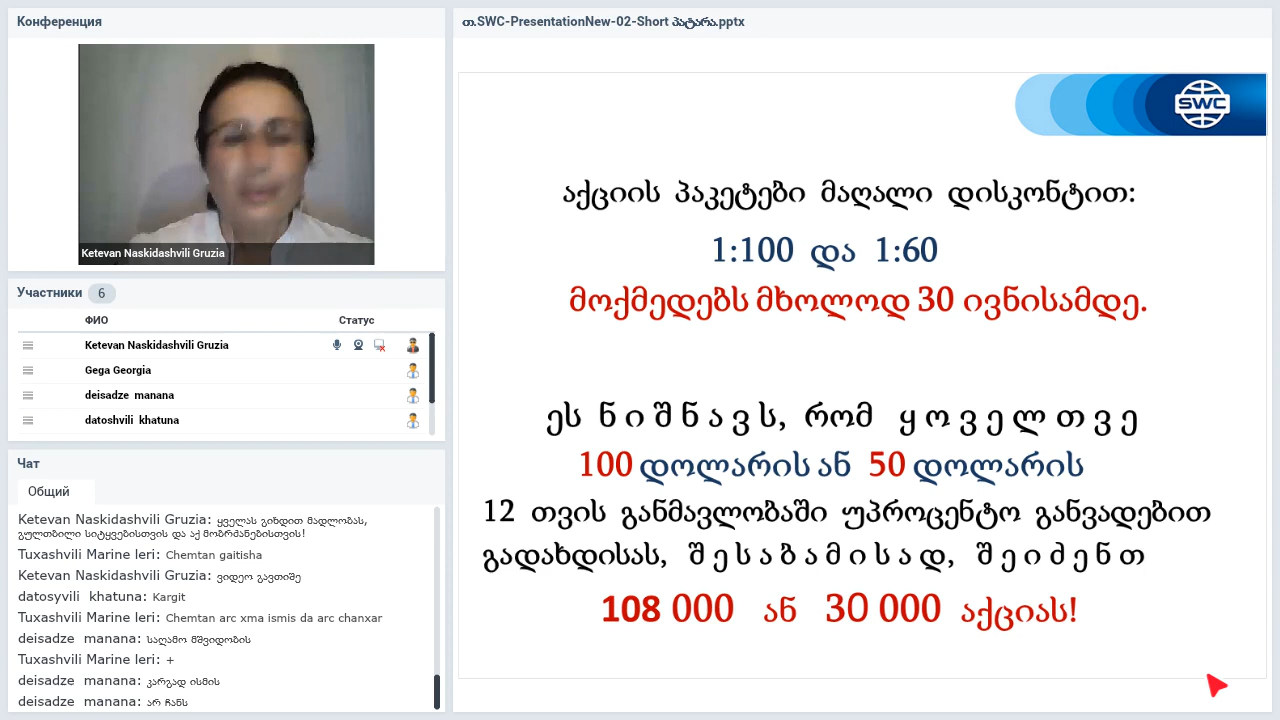 Конференция
Ketevan Naskidashvili Gruzia
Участники 6
ФИО Статус
Ketevan Naskidashvili Gruzia
Gega Georgia
deisadze manana
datoshvili khatuna
Чат
Общий
Ketevan Naskidashvili Gruzia: ყველას გიხდით მადლობას,
გულთბილი სიტყვებისთვის და აქ მობრძანებისთვის!
Tuxashvili Marine leri: Chemtan gaitisha
Ketevan Naskidashvili Gruzia: ვიდეო გავთიშე
datosyvili khatuna: Kargit
Tuxashvili Marine leri: Chemtan arc xma ismis da arc chanxar
deisadze manana: საღამო მშვიდობის
Tuxashvili Marine leri: +
deisadze manana: კარგად ისმის
deisadze manana: არ ჩანს
თ.SWC-PresentationNew-02-Short პატარა.pptx
SWC
აქციის პაკეტები მაღალი დისკონტით:
1:100 და 1:60
მოქმედებს მხოლოდ 30 ივნისამდე.
ეს ნ ი შ ნ ა ვ ს, რომ ყ ო ვ ე ლ თ ვ ე
100 დოლარის ან 50 დოლარის
12 თვის განმავლობაში უპროცენტო განვადებით
გადახდისას, შ ე ს ა ბ ა მ ი ს ა დ, შ ე ი ძ ე ნ თ
108 000 ან 30 000 აქციას!